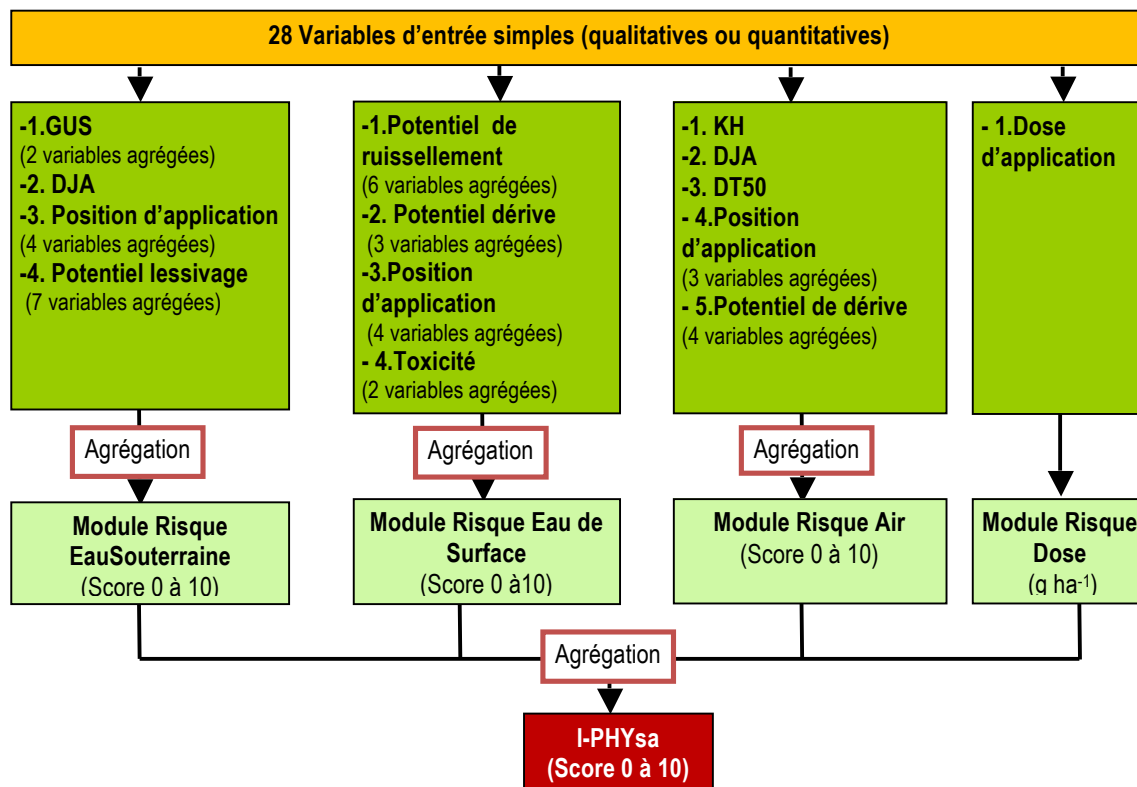 28 Variables d’entrée simples (qualitatives ou quantitatives)
-1.GUS
(2 variables agrégées)
-2. DJA
-3. Position d’application
(4 variables agrégées)
-4. Potentiel lessivage
(7 variables agrégées)
-1.Potentiel de
ruissellement
(6 variables agrégées)
-2. Potentiel dérive
(3 variables agrégées)
-3.Position
d’application
(4 variables agrégées)
- 4.Toxicité
(2 variables agrégées)
-1. KH
-2. DJA
-3. DT50
- 4.Position
d’application
(3 variables agrégées)
- 5.Potentiel de dérive
(4 variables agrégées)
- 1.Dose
d’application
Agrégation
Agrégation
Agrégation
Module Risque
EauSouterraine
(Score 0 à 10)
Module Risque Eau de
Surface
(Score 0 à10)
Module Risque Air
(Score 0 à 10)
Module Risque
Dose
(g ha-1)
Agrégation
I-PHYsa
(Score 0 à 10)